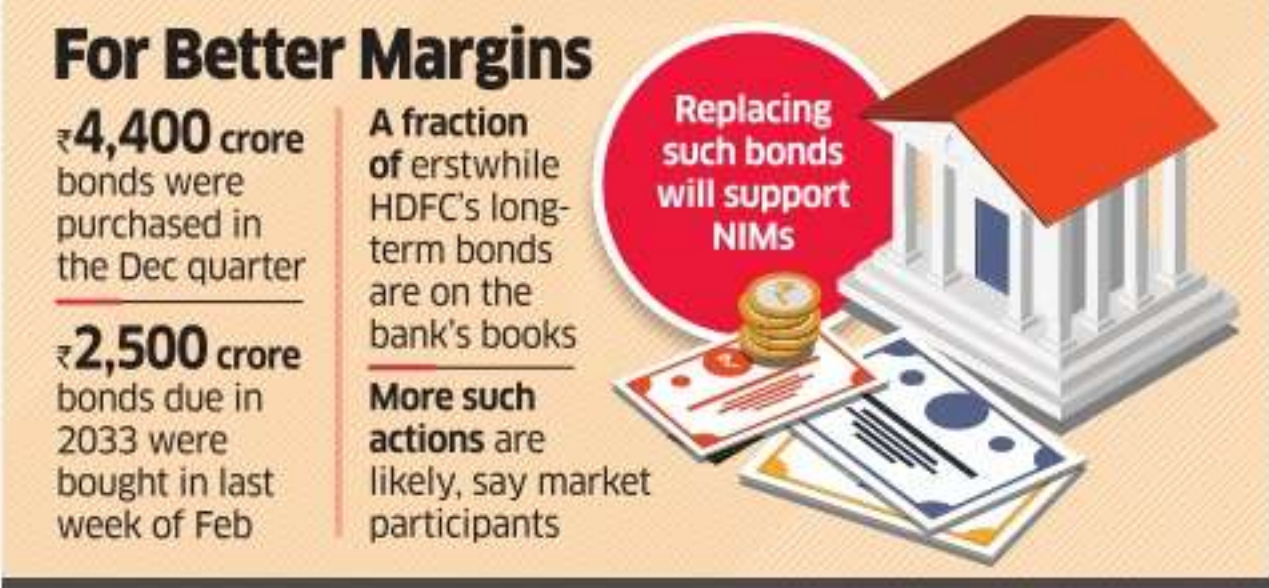 For Better Margins
₹4,400 crore
bonds were
purchased in
the Dec quarter
₹2,500 crore
bonds due in
2033 were
bought in last
week of Feb
A fraction
of erstwhile
HDFC's long-
term bonds
are on the
bank's books
More such
actions are
likely, say market
participants
Replacing
such bonds
will support
NIMs
₹
₹